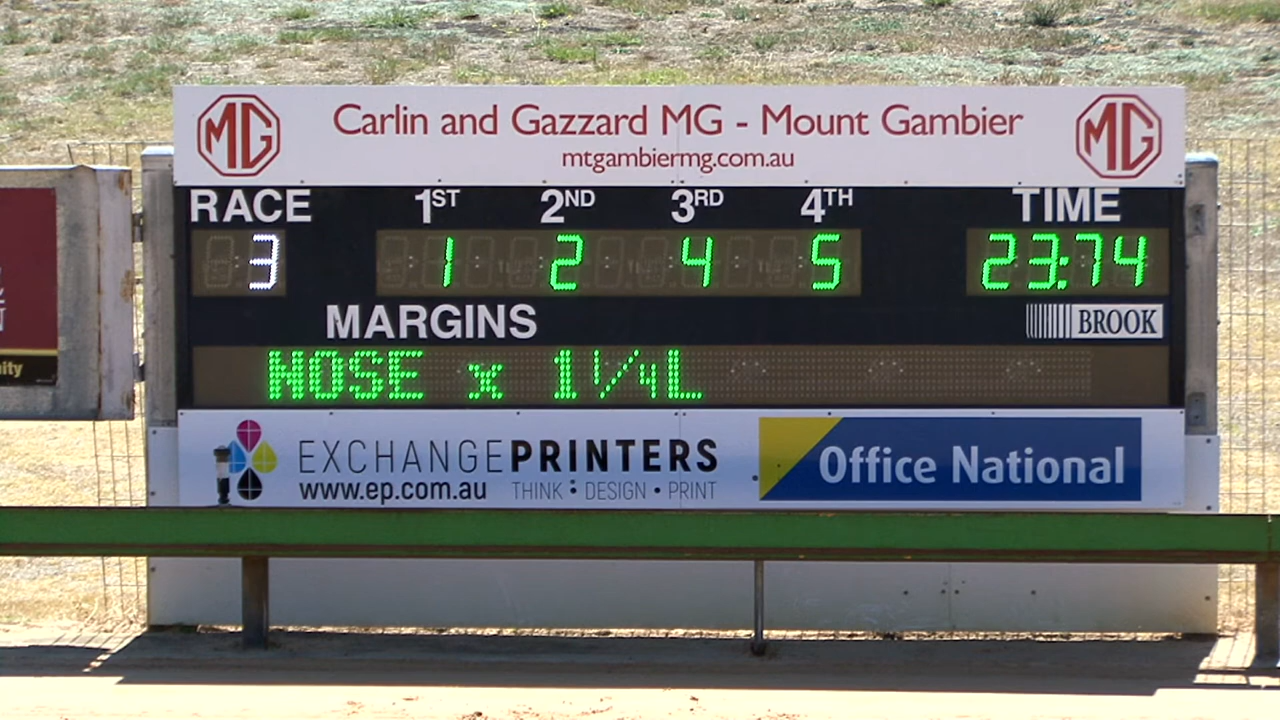 MG Carlin and Gazzard MG - Mount Gambier MG
mtgambiermg.com.au
RACE 1ST 2ND 3RD 4TH TIME
3 1 2 4 5 23:74
MARGINS BROOK
NOSE x 1¼L
EXCHANGEPRINTERS
www.ep.com.au THINK : DESIGN • PRINT
Office National